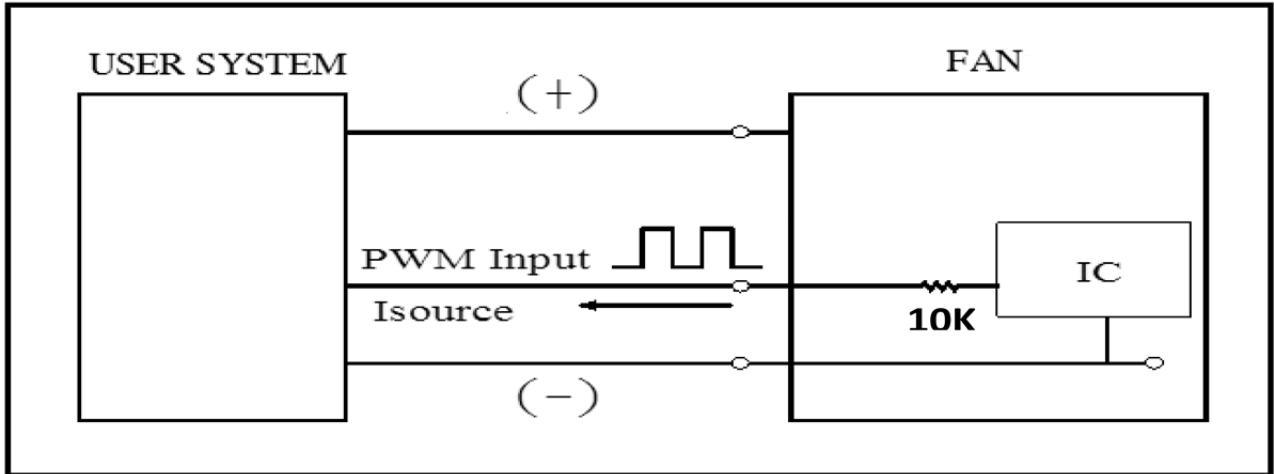 USER SYSTEM
FAN
(+)
PWM Input
IC
Isource
10K
(-)